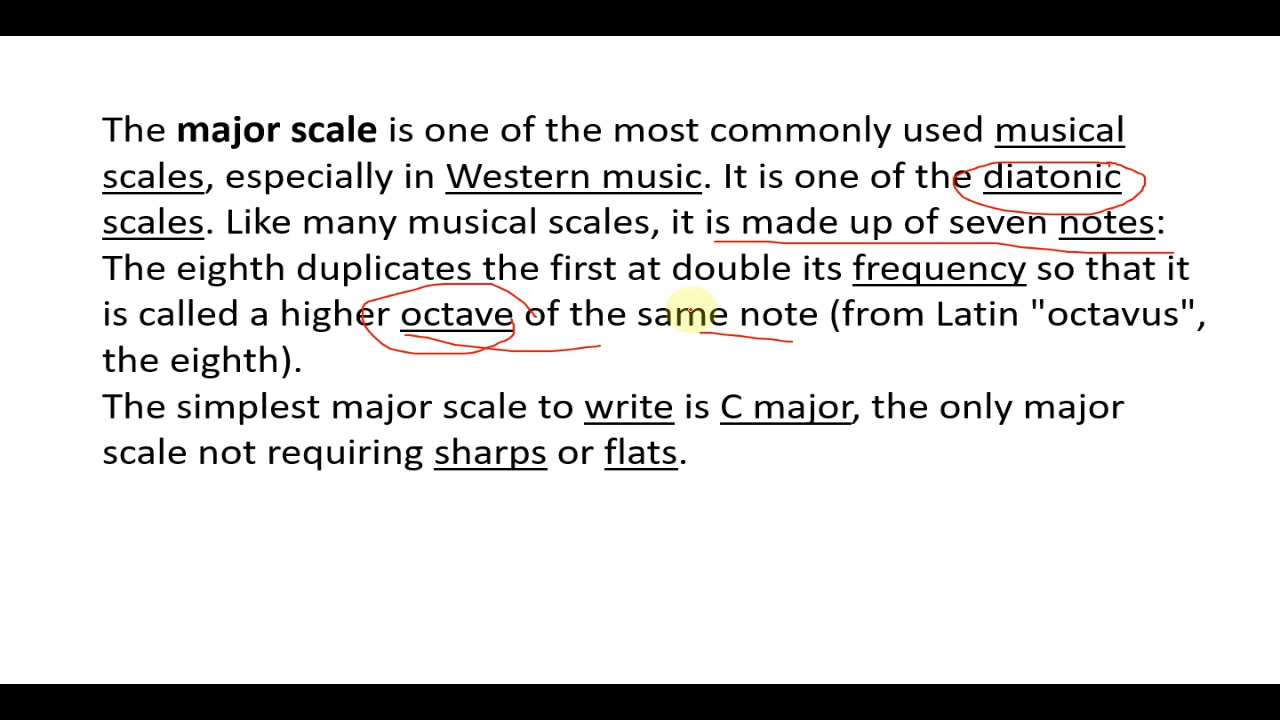 The major scale is one of the most commonly used musical
scales, especially in Western music. It is one of the diatonic
scales. Like many musical scales, it is made up of seven notes:
The eighth duplicates the first at double its frequency so that it
is called a higher octave of the same note (from Latin "octavus",
the eighth).
The simplest major scale to write is C major, the only major
scale not requiring sharps or flats.